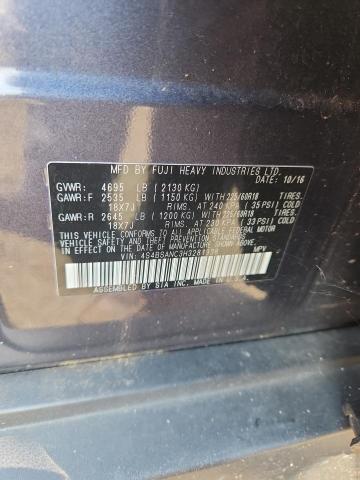 MFD BY FUJI HEAVY INDUSTRIES LTD.
DATE: 10/16
GVWR: 4695 LB (2130 KG)
GAWR:F 2535 LB (1150 KG) WITH 225/60R18 TIRES.
18X7J RIMS. AT 240 KPA (35 PSI) COLD
GAWR:R 2645 LB (1200 KG) WITH 225/60R18 TIRES.
18X7J RIMS. AT 230 KPA (33 PSI) COLD
THIS VEHICLE CONFORMS TO ALL APPLICABLE FEDERAL MOTOR
VEHICLE SAFETY, BUMPER, AND THEFT PREVENTION STANDARDS
IN EFFECT ON THE DATE OF MANUFACTURE SHOWN ABOVE.
VIN: MPV
ASSEMBLED BY SIA INC. MADE IN U.S.A.